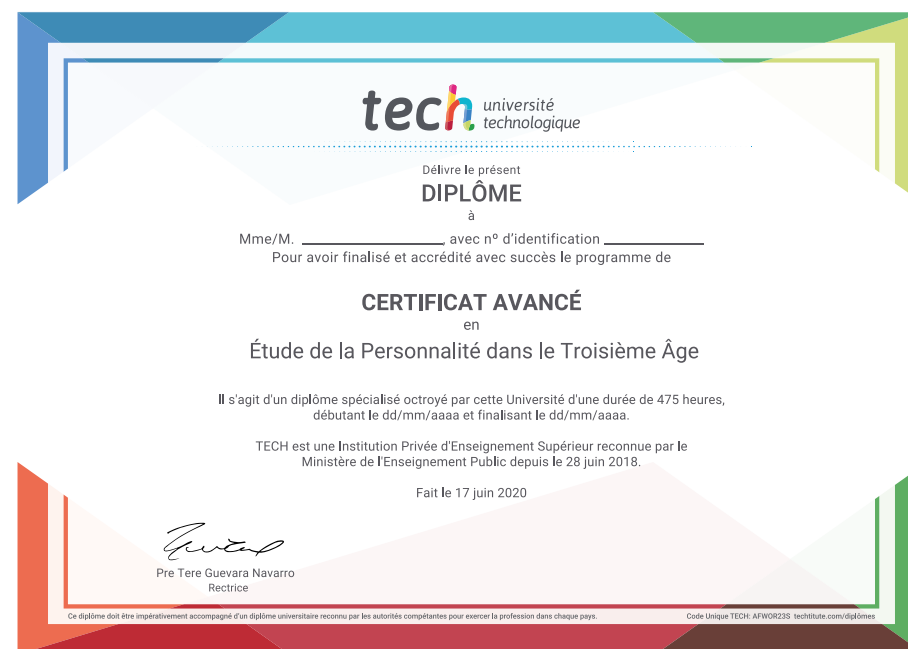 tech université
technologique
Délivre le présent
DIPLÔME
à
Mme/M. ____________________, avec nº d'identification ______________
Pour avoir finalisé et accrédité avec succès le programme de
CERTIFICAT AVANCÉ
en
Étude de la Personnalité dans le Troisième Âge
Il s'agit d'un diplôme spécialisé octroyé par cette Université d'une durée de 475 heures,
débutant le dd/mm/aaaa et finalisant le dd/mm/aaaa.
TECH est une Institution Privée d'Enseignement Supérieur reconnue par le
Ministère de l'Enseignement Public depuis le 28 juin 2018.
Fait le 17 juin 2020
Pre Tere Guevara Navarro
Rectrice
Ce diplôme doit être impérativement accompagné d'un diplôme universitaire reconnu par les autorités compétentes pour exercer la profession dans chaque pays.
Code Unique TECH: AFWOR23S techtitute.com/diplômes